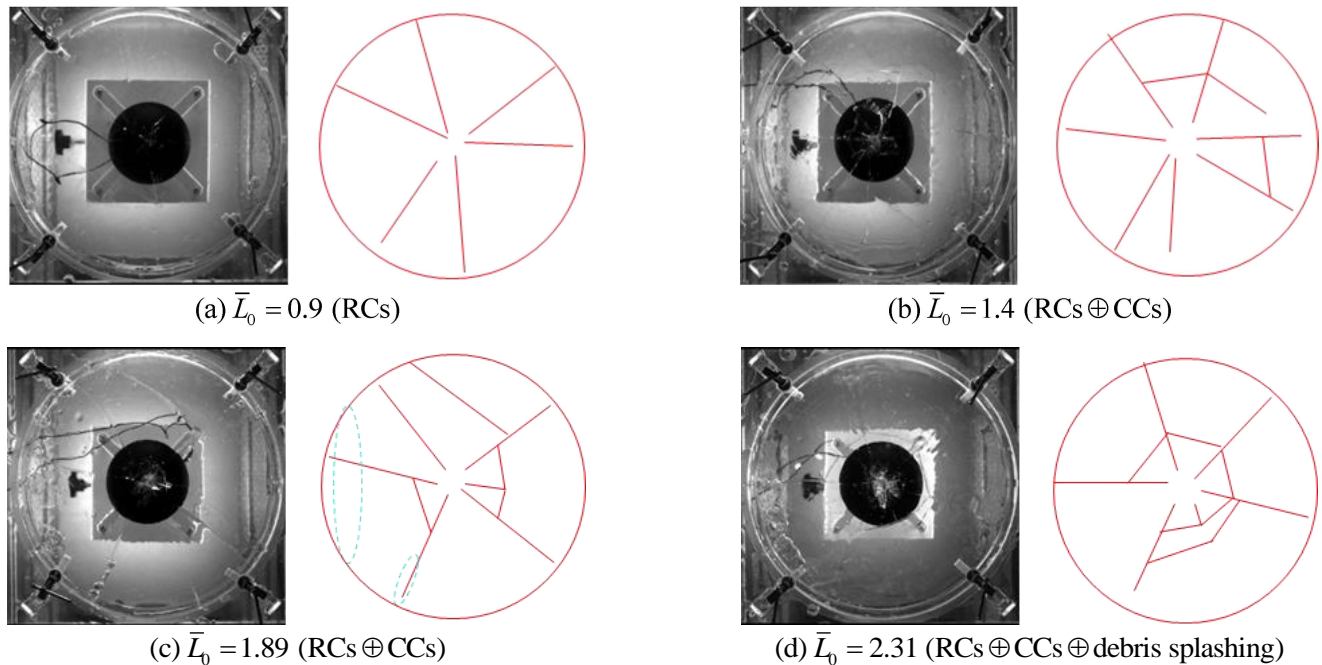 (a) L̄₀ = 0.9 (RCs)
(b) L̄₀ = 1.4 (RCs⊕CCs)
(c) L̄₀ = 1.89 (RCs⊕CCs)
(d) L̄₀ = 2.31 (RCs⊕CCs⊕debris splashing)